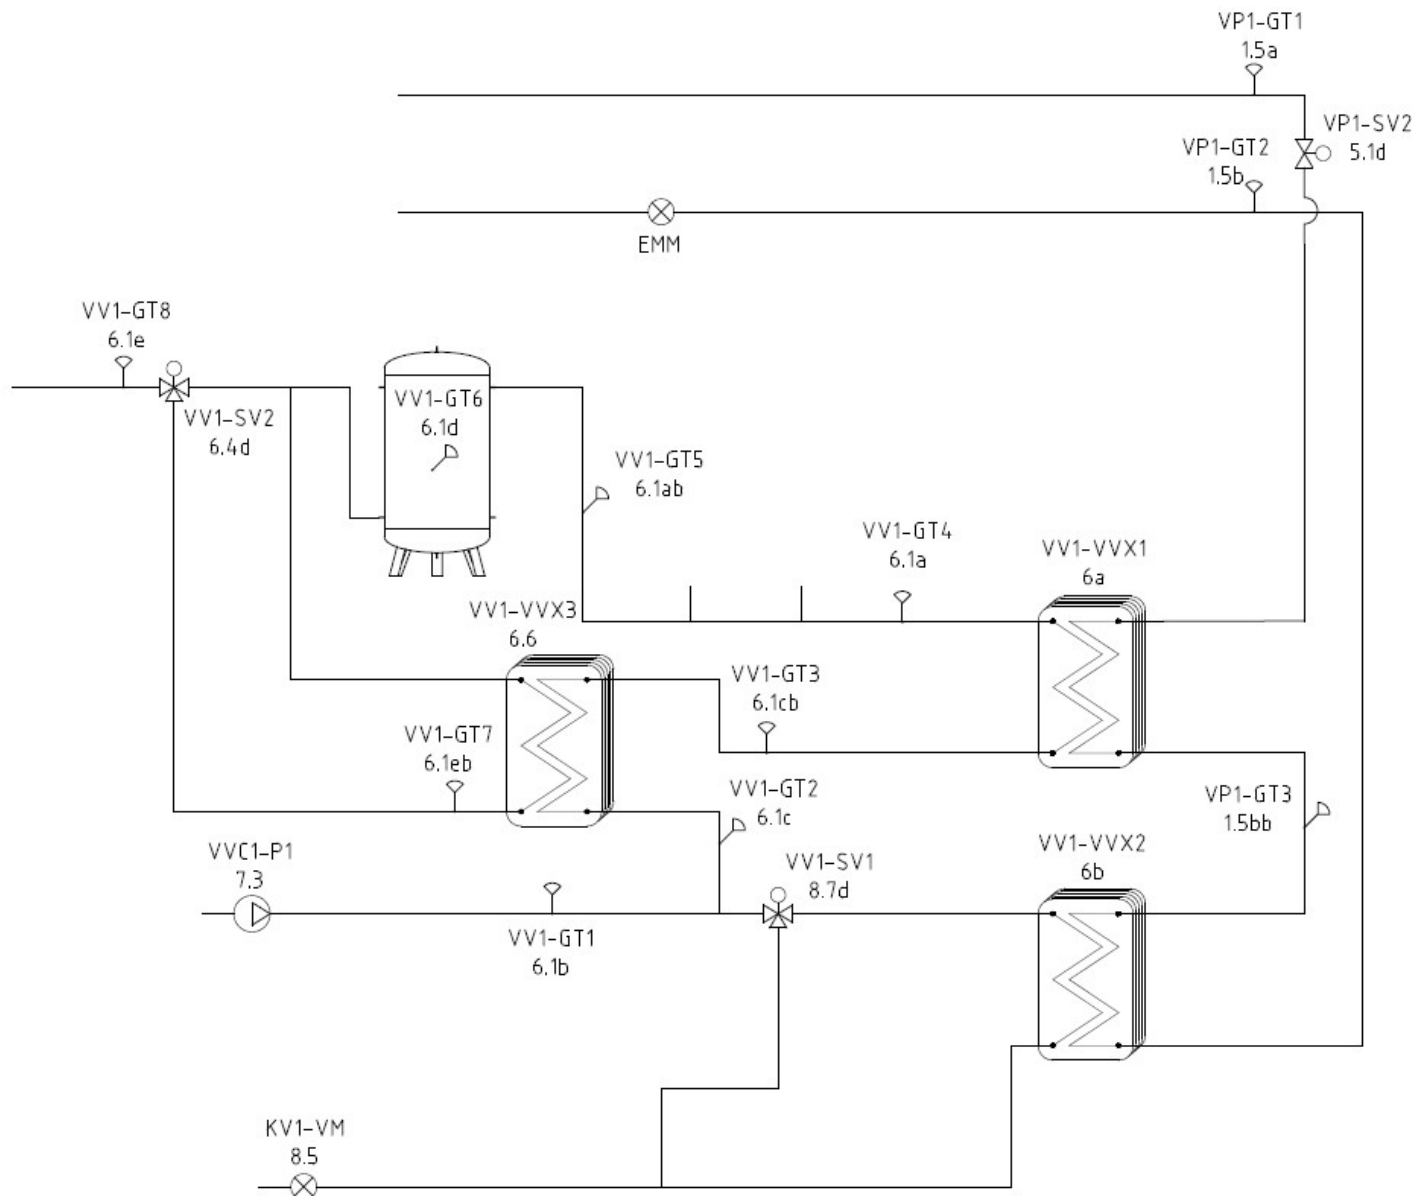 VP1-GT1
1.5a
VP1-SV2
5.1d
VP1-GT2
1.5b
EMM
VV1-GT8
6.1e
VV1-SV2
6.4d
VV1-GT6
6.1d
VV1-GT5
6.1ab
VV1-GT4
6.1a
VV1-VVX1
6a
VV1-VVX3
6.6
VV1-GT3
6.1cb
VV1-GT7
6.1eb
VV1-GT2
6.1c
VP1-GT3
1.5bb
VVC1-P1
7.3
VV1-SV1
8.7d
VV1-VVX2
6b
VV1-GT1
6.1b
KV1-VM
8.5